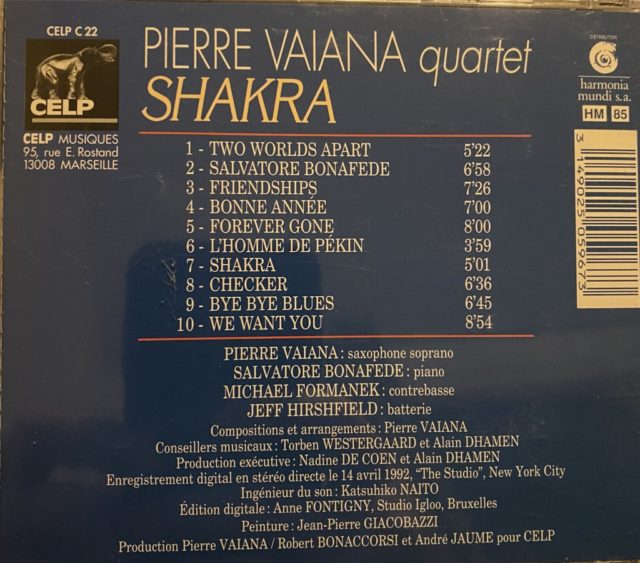 CELP C 22
CELP
CELP MUSIQUES
95, rue E. Rostand
13008 MARSEILLE
PIERRE VAIANA quartet
SHAKRA
DISTRIBUTION
harmonia
mundi s.a.
HM 85
3 149025 059673
1 - TWO WORLDS APART 5'22
2 - SALVATORE BONAFEDE 6'58
3 - FRIENDSHIPS 7'26
4 - BONNE ANNÉE 7'00
5 - FOREVER GONE 8'00
6 - L'HOMME DE PÉKIN 3'59
7 - SHAKRA 5'01
8 - CHECKER 6'36
9 - BYE BYE BLUES 6'45
10 - WE WANT YOU 8'54
PIERRE VAIANA : saxophone soprano
SALVATORE BONAFEDE : piano
MICHAEL FORMANEK : contrebasse
JEFF HIRSHFIELD : batterie
Compositions et arrangements : Pierre VAIANA
Conseillers musicaux : Torben WESTERGAARD et Alain DHAMEN
Production exécutive : Nadine DE COEN et Alain DHAMEN
Enregistrement digital en stéréo directe le 14 avril 1992, "The Studio", New York City
Ingénieur du son : Katsuhiko NAITO
Édition digitale : Anne FONTIGNY, Studio Igloo, Bruxelles
Peinture : Jean-Pierre GIACOBAZZI
Production Pierre VAIANA / Robert BONACCORSI et André JAUME pour CELP